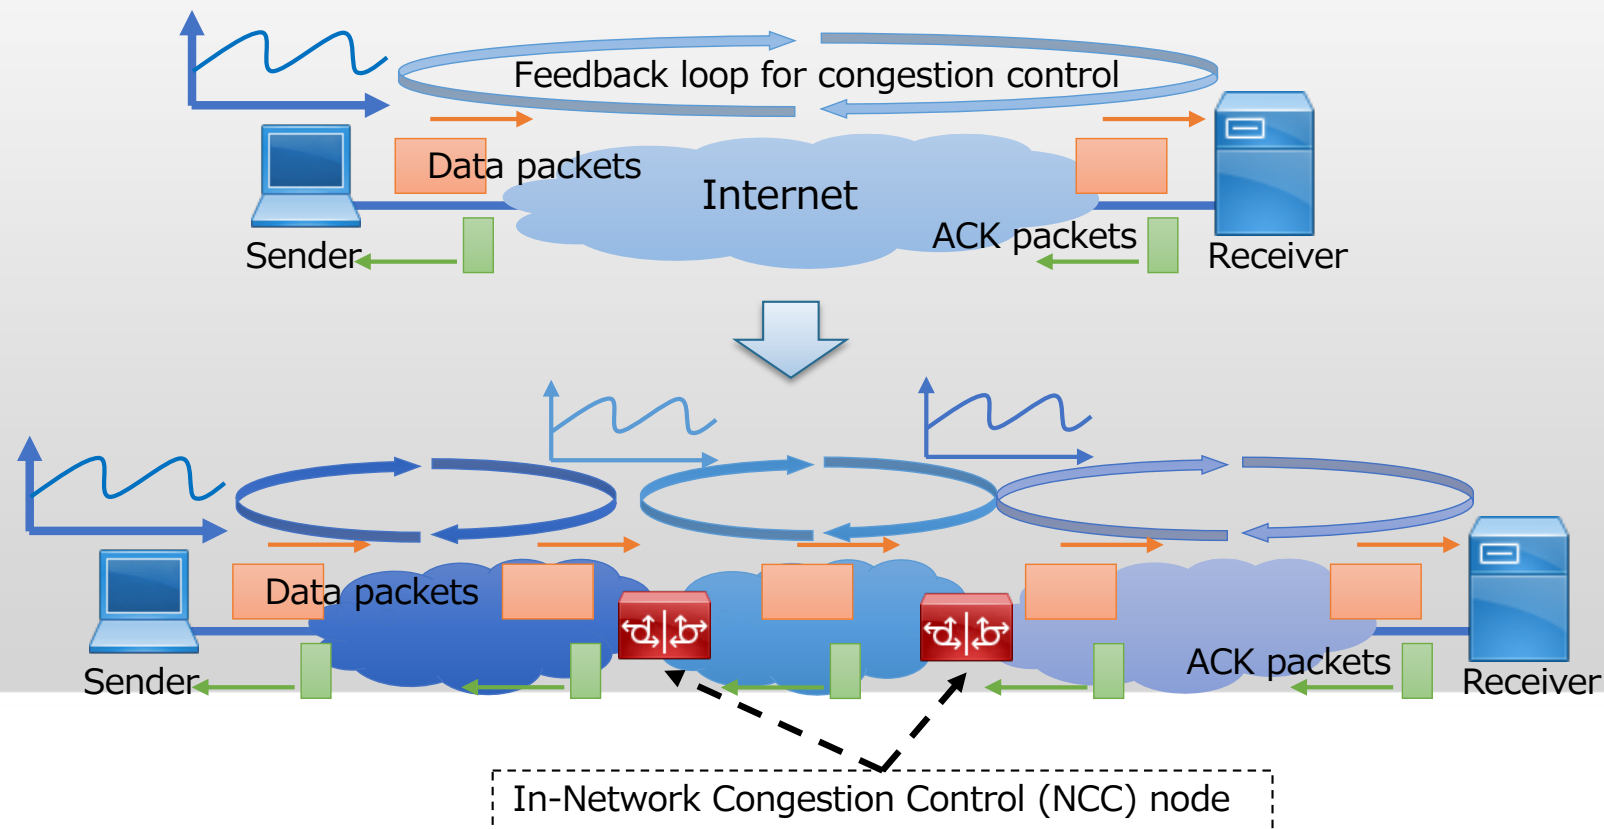 Feedback loop for congestion control
Data packets
Internet
ACK packets
Sender
Receiver
Data packets
ACK packets
Sender
Receiver
In-Network Congestion Control (NCC) node